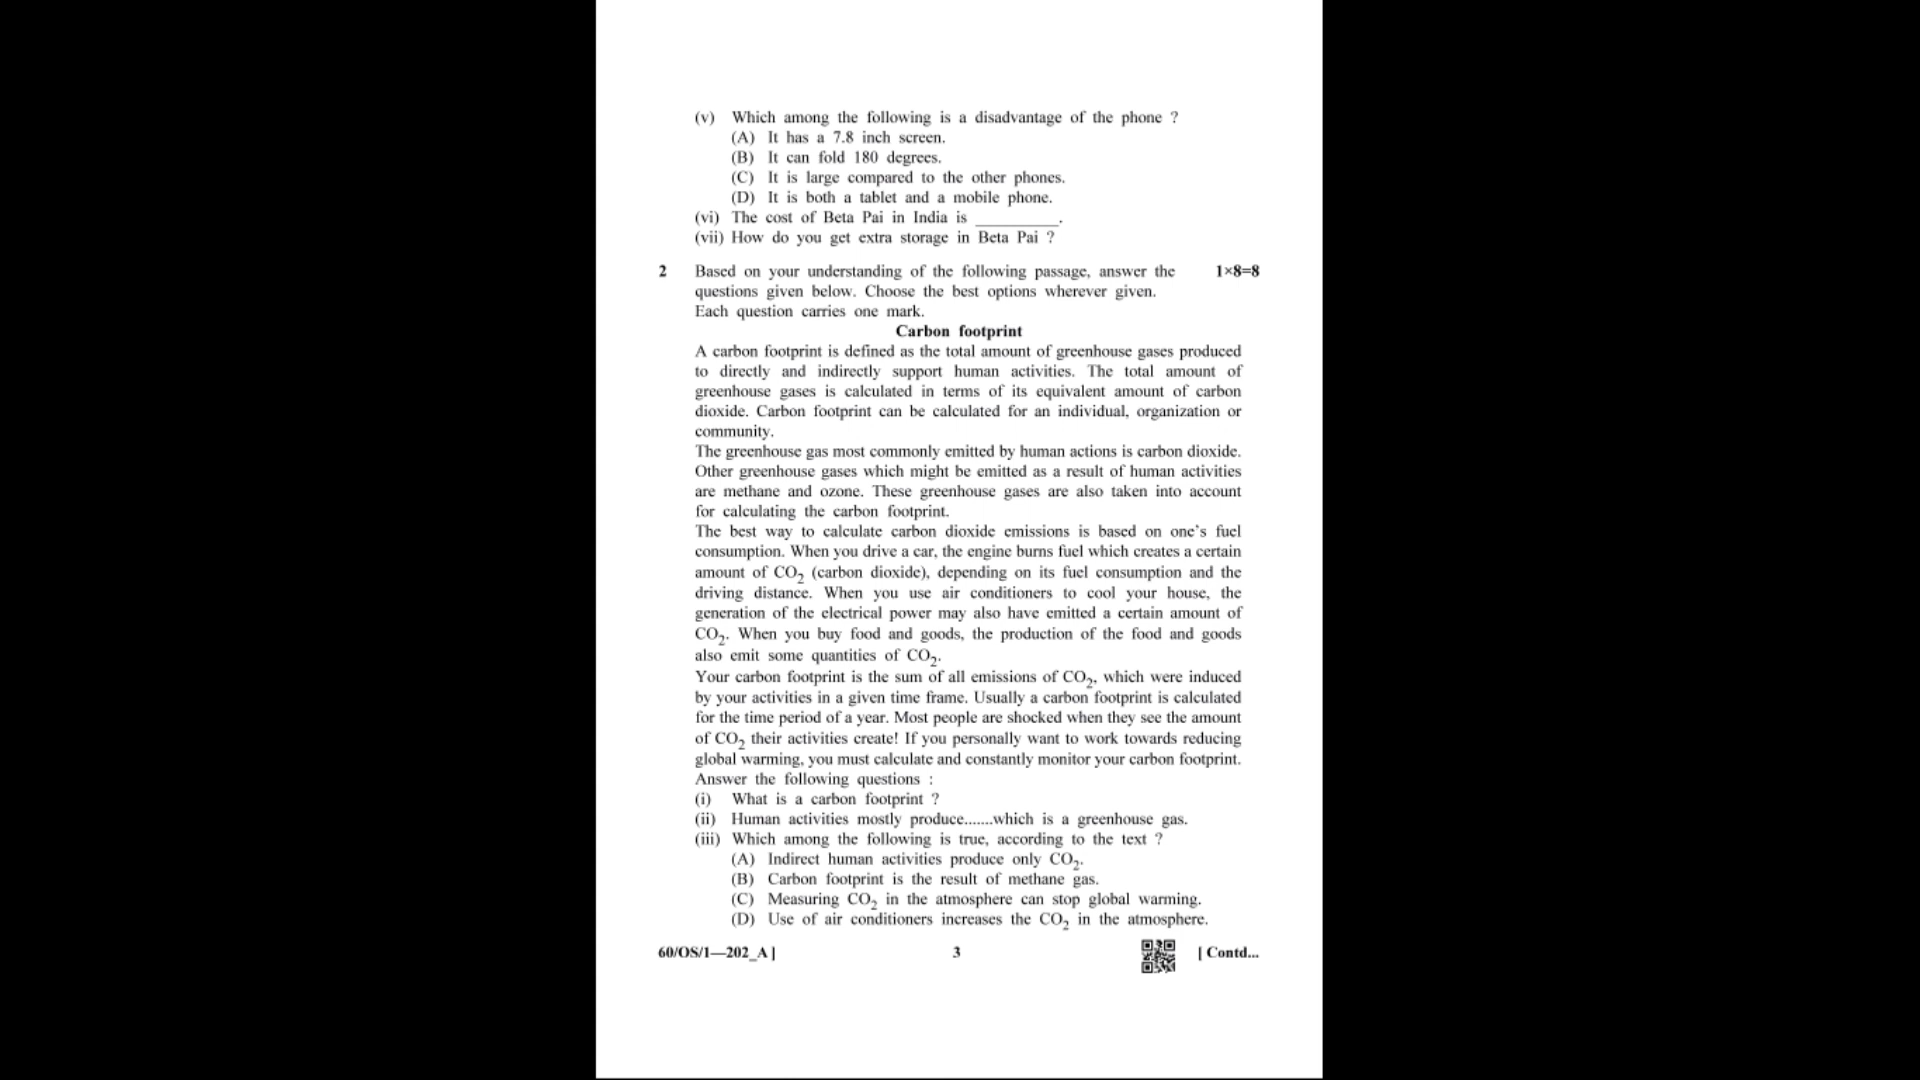 (v) Which among the following is a disadvantage of the phone ?
(A) It has a 7.8 inch screen.
(B) It can fold 180 degrees.
(C) It is large compared to the other phones.
(D) It is both a tablet and a mobile phone.
(vi) The cost of Beta Pai in India is __________.
(vii) How do you get extra storage in Beta Pai ?
2 Based on your understanding of the following passage, answer the 1×8=8
questions given below. Choose the best options wherever given.
Each question carries one mark.
Carbon footprint
A carbon footprint is defined as the total amount of greenhouse gases produced
to directly and indirectly support human activities. The total amount of
greenhouse gases is calculated in terms of its equivalent amount of carbon
dioxide. Carbon footprint can be calculated for an individual, organization or
community.
The greenhouse gas most commonly emitted by human actions is carbon dioxide.
Other greenhouse gases which might be emitted as a result of human activities
are methane and ozone. These greenhouse gases are also taken into account
for calculating the carbon footprint.
The best way to calculate carbon dioxide emissions is based on one's fuel
consumption. When you drive a car, the engine burns fuel which creates a certain
amount of CO₂ (carbon dioxide), depending on its fuel consumption and the
driving distance. When you use air conditioners to cool your house, the
generation of the electrical power may also have emitted a certain amount of
CO₂. When you buy food and goods, the production of the food and goods
also emit some quantities of CO₂.
Your carbon footprint is the sum of all emissions of CO₂, which were induced
by your activities in a given time frame. Usually a carbon footprint is calculated
for the time period of a year. Most people are shocked when they see the amount
of CO₂ their activities create! If you personally want to work towards reducing
global warming, you must calculate and constantly monitor your carbon footprint.
Answer the following questions :
(i) What is a carbon footprint ?
(ii) Human activities mostly produce.......which is a greenhouse gas.
(iii) Which among the following is true, according to the text ?
(A) Indirect human activities produce only CO₂.
(B) Carbon footprint is the result of methane gas.
(C) Measuring CO₂ in the atmosphere can stop global warming.
(D) Use of air conditioners increases the CO₂ in the atmosphere.
60/OS/1—202_A ] 3 [ Contd...